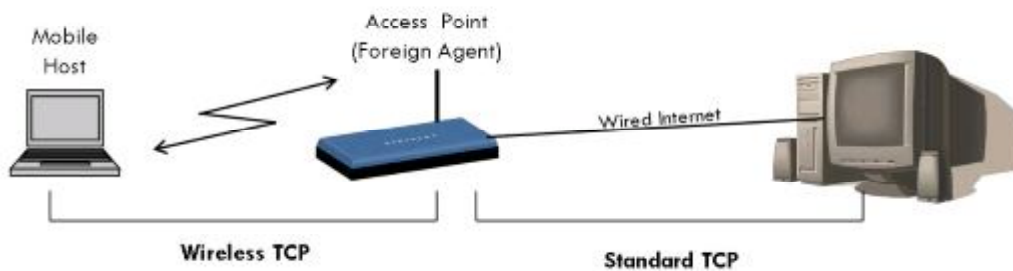 Mobile
Host
Access Point
(Foreign Agent)
Wired Internet
Wireless TCP
Standard TCP